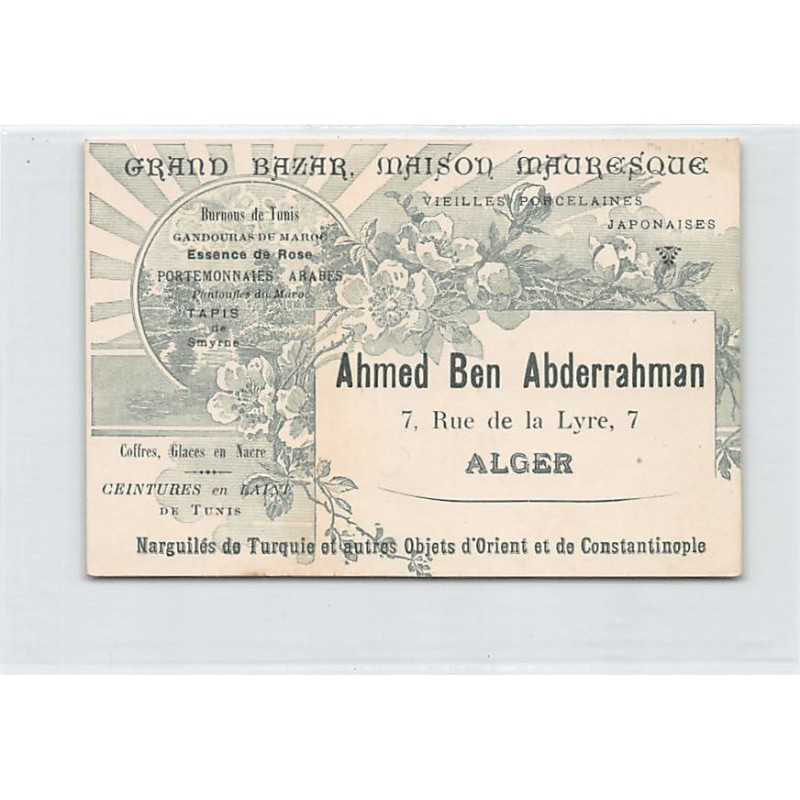 GRAND BAZAR, MAISON MAURESQUE
VIEILLES PORCELAINES
JAPONAISES
Burnous de Tunis
GANDOURAS DU MAROC
Essence de Rose
PORTEMONNAIES ARABES
Pantoufles du Maroc
TAPIS
de
Smyrne
Ahmed Ben Abderrahman
7, Rue de la Lyre, 7
ALGER
Coffres, Glaces en Nacre
CEINTURES en LAINE
DE TUNIS
Narguilés de Turquie et autres Objets d'Orient et de Constantinople